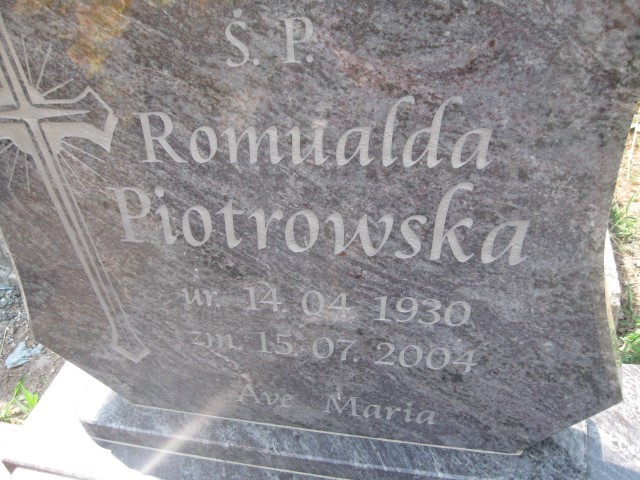 Ś. P.
Romualda
Piotrowska
ur. 14. 04. 1930
zm. 15. 07. 2004
Ave Maria